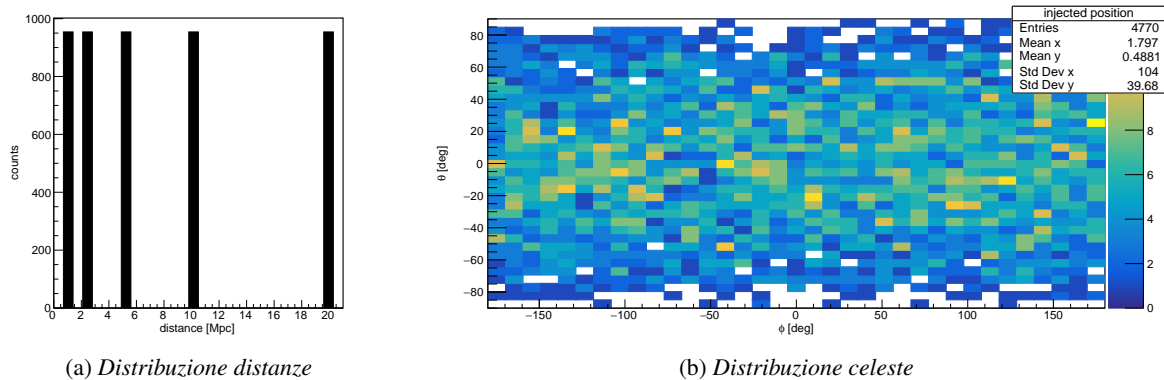 1000
800
600
400
200
0
counts
0 2 4 6 8 10 12 14 16 18 20
distance [Mpc]
(a) Distribuzione distanze
80
60
40
20
0
−20
−40
−60
−80
θ [deg]
−150 −100 −50 0 50 100 150
φ [deg]
injected position
Entries 4770
Mean x 1.797
Mean y 0.4881
Std Dev x 104
Std Dev y 39.68
8
6
4
2
0
(b) Distribuzione celeste